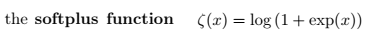 the softplus function ζ(x) = log (1 + exp(x))